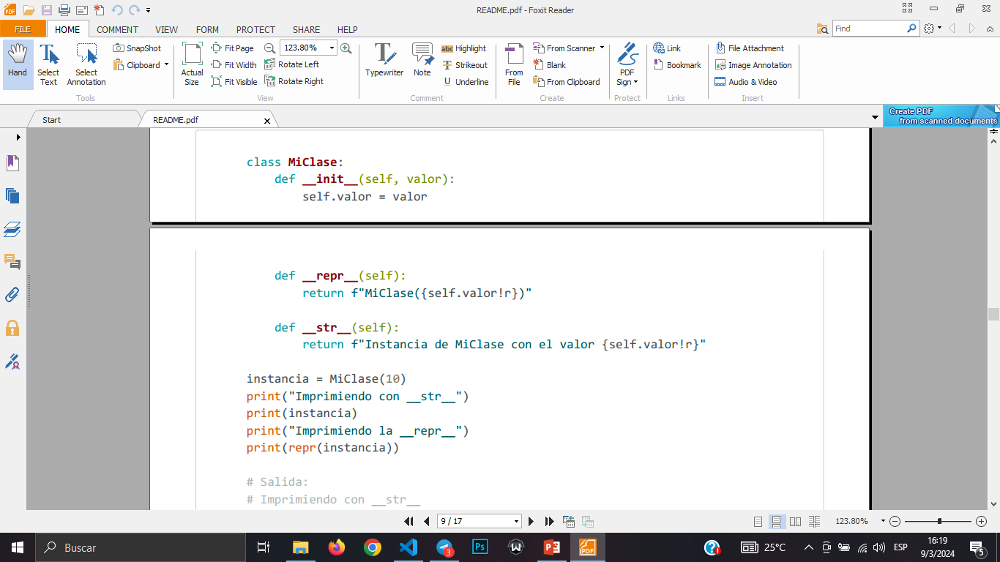 README.pdf - Foxit Reader
FILE HOME COMMENT VIEW FORM PROTECT SHARE HELP
Find
Hand
Select Text
Select Annotation
SnapShot
Clipboard
Tools
Actual Size
Fit Page
Fit Width
Fit Visible
123.80%
Rotate Left
Rotate Right
View
Typewriter
Note
abc Highlight
T Strikeout
U Underline
Comment
From File
From Scanner
Blank
From Clipboard
Create
PDF Sign
Protect
Link
Bookmark
Links
File Attachment
Image Annotation
Audio & Video
Insert
Start
README.pdf
Create PDF
from scanned documents
class MiClase:
def __init__(self, valor):
self.valor = valor
def __repr__(self):
return f"MiClase({self.valor!r})"
def __str__(self):
return f"Instancia de MiClase con el valor {self.valor!r}"
instancia = MiClase(10)
print("Imprimiendo con __str__")
print(instancia)
print("Imprimiendo la __repr__")
print(repr(instancia))
# Salida:
# Imprimiendo con __str__
9 / 17
123.80%
Buscar
3
Ps
PDF
25°C
ESP
16:19
9/3/2024
5